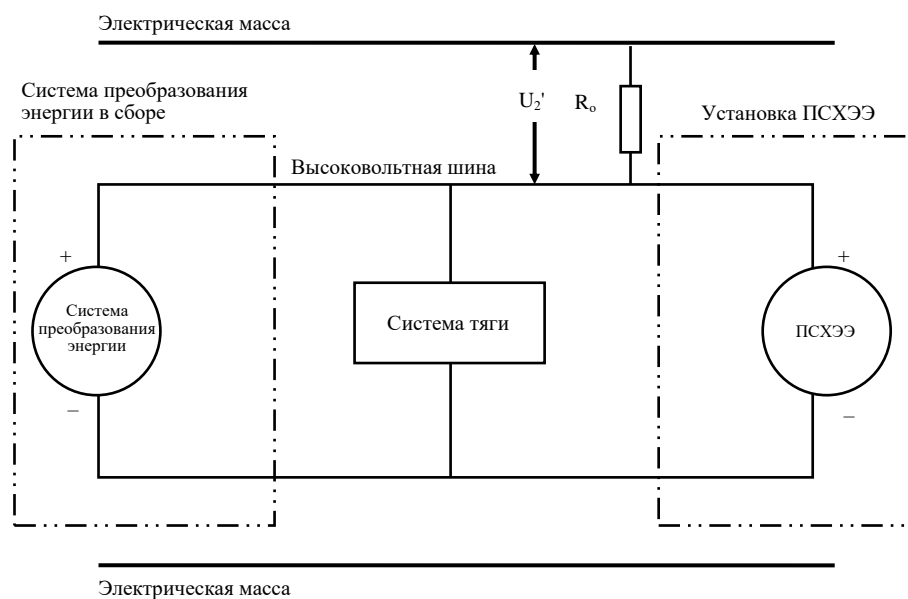 Электрическая масса
Система преобразования
энергии в сборе
U₂'
Rₒ
Установка ПСХЭЭ
Высоковольтная шина
+
+
Система
преобразования
энергии
Система тяги
ПСХЭЭ
–
–
Электрическая масса